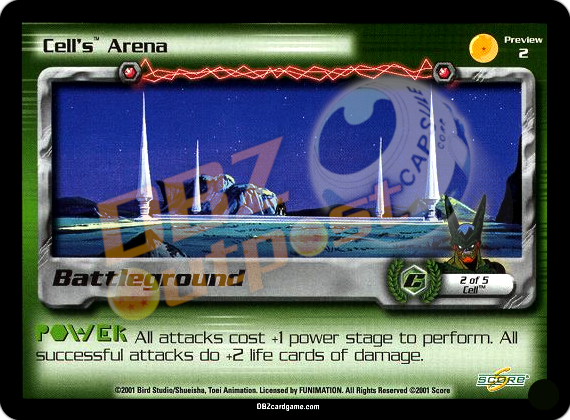 Cell's™ Arena
Preview
2
CAPSULE
CORP
DBZ
Outpost
Battleground
2 of 5
Cell™
POWER All attacks cost +1 power stage to perform. All
successful attacks do +2 life cards of damage.
SCORE
©2001 Bird Studio/Shueisha, Toei Animation. Licensed by FUNIMATION. All Rights Reserved ©2001 Score
DBZcardgame.com